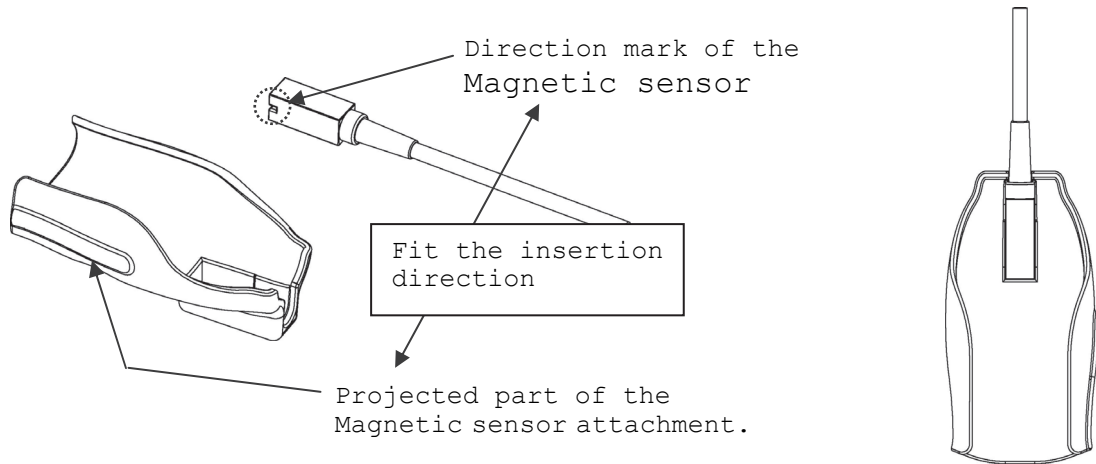 Direction mark of the
Magnetic sensor
Fit the insertion
direction
Projected part of the
Magnetic sensor attachment.